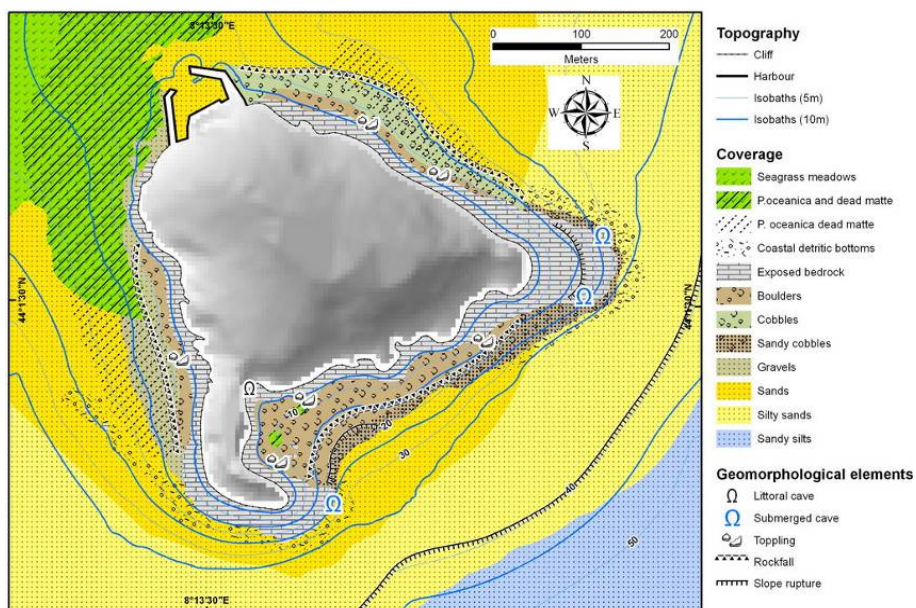 8°13'30"E
0 100 200
Meters
N
W E
S
44°1'30"N
44°1'30"N
10
20
30
40
50
8°13'30"E
Topography
Cliff
Harbour
Isobaths (5m)
Isobaths (10m)
Coverage
Seagrass meadows
P.oceanica and dead matte
P. oceanica dead matte
Coastal detritic bottoms
Exposed bedrock
Boulders
Cobbles
Sandy cobbles
Gravels
Sands
Silty sands
Sandy silts
Geomorphological elements
Ω Littoral cave
Ω Submerged cave
Toppling
Rockfall
Slope rupture